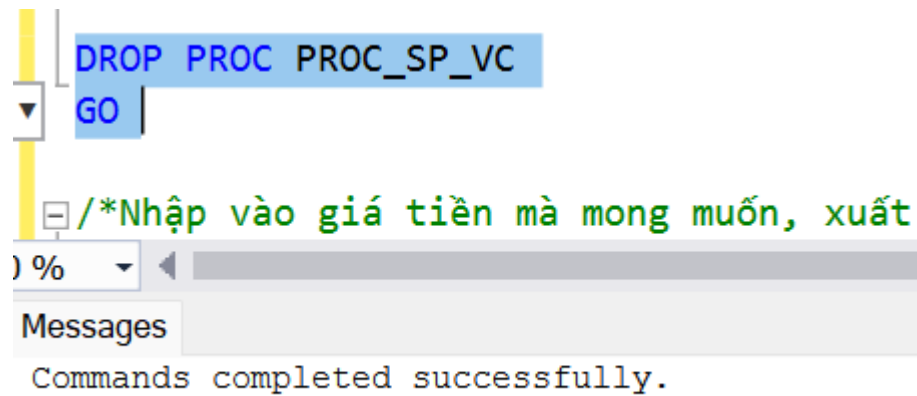 DROP PROC PROC_SP_VC
GO
/*Nhập vào giá tiền mà mong muốn, xuất
%
Messages
Commands completed successfully.